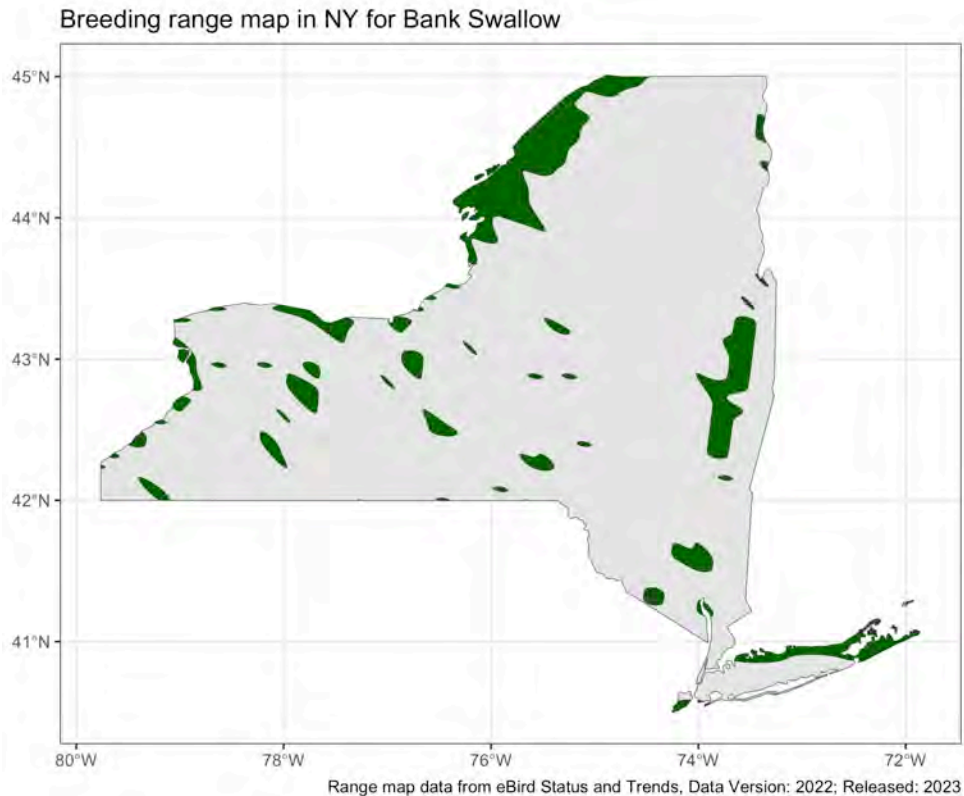 Breeding range map in NY for Bank Swallow
45°N
44°N
43°N
42°N
41°N
80°W 78°W 76°W 74°W 72°W
Range map data from eBird Status and Trends, Data Version: 2022; Released: 2023